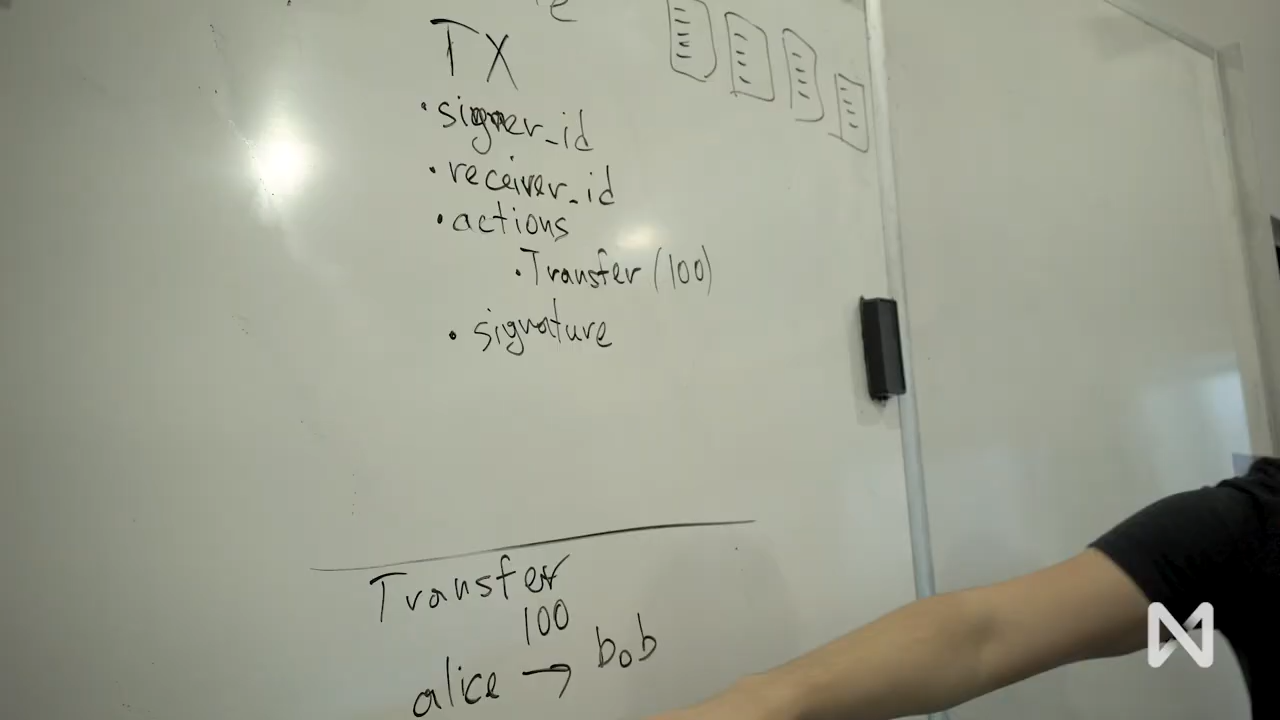 TX
• signer_id
• receiver_id
• actions
• Transfer (100)
• signature
Transfer
100
alice → bob